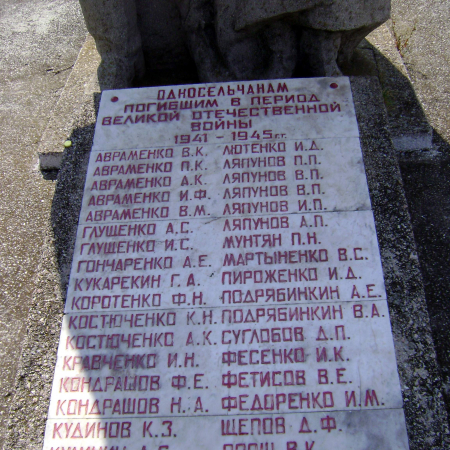 ОДНОСЕЛЬЧАНАМ
ПОГИБШИМ В ПЕРИОД
ВЕЛИКОЙ ОТЕЧЕСТВЕННОЙ
ВОЙНЫ
1941 - 1945гг.
АВРАМЕНКО В.К. ЛЮТЕНКО И.Д.
АВРАМЕНКО П.К. ЛЯПУНОВ П.П.
АВРАМЕНКО А.К. ЛЯПУНОВ В.П.
АВРАМЕНКО И.Ф. ЛЯПУНОВ В.П.
АВРАМЕНКО В.М. ЛЯПУНОВ И.П.
ГЛУЩЕНКО А.С. ЛЯПУНОВ А.П.
ГЛУЩЕНКО И.С. МУНТЯН П.Н.
ГОНЧАРЕНКО А.Е. МАРТЫНЕНКО В.С.
КУКАРЕКИН Г.А. ПИРОЖЕНКО И.Д.
КОРОТЕНКО Ф.Н. ПОДРЯБИНКИН А.Е.
КОСТЮЧЕНКО К.Н. ПОДРЯБИНКИН В.А.
КОСТЮЧЕНКО А.К. СУГЛОБОВ Д.П.
КРАВЧЕНКО И.Н. ФЕСЕНКО И.К.
КОНДРАШОВ Ф.Е. ФЕТИСОВ В.Е.
КОНДРАШОВ Н.А. ФЕДОРЕНКО И.М.
КУДИНОВ К.З. ЩЕПОВ Д.Ф.